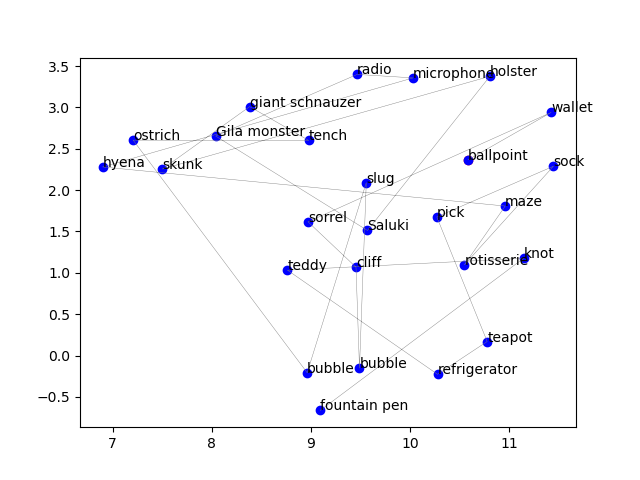 3.5
3.0
2.5
2.0
1.5
1.0
0.5
0.0
−0.5
7
8
9
10
11
radio
microphone
holster
giant schnauzer
wallet
ostrich
Gila monster
tench
hyena
skunk
ballpoint
sock
slug
sorrel
Saluki
pick
maze
teddy
cliff
rotisserie
knot
teapot
bubble
bubble
refrigerator
fountain pen